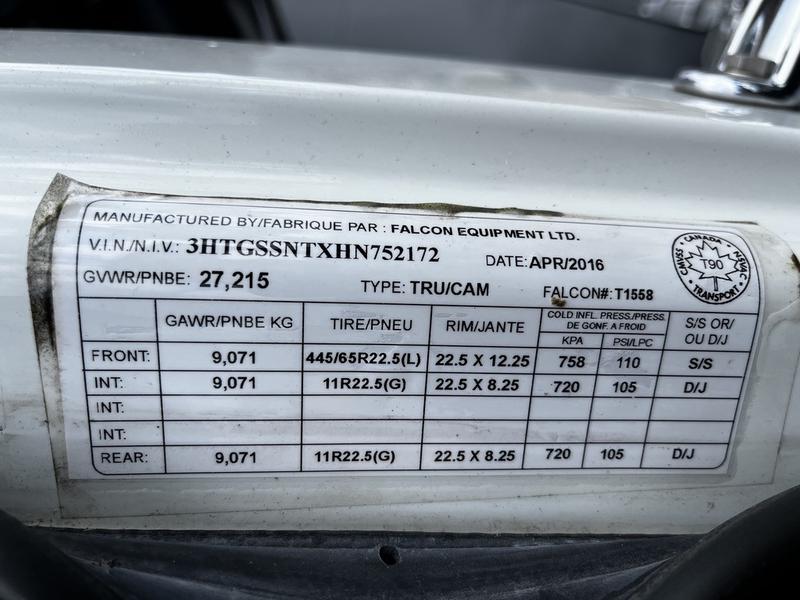 MANUFACTURED BY/FABRIQUE PAR : FALCON EQUIPMENT LTD.
V.I.N./N.I.V.: 3HTGSSNTXHN752172 DATE: APR/2016
GVWR/PNBE: 27,215 TYPE: TRU/CAM FALCON#: T1558
CANADA
CMVSS NSVAC
T90
TRANSPORT
GAWR/PNBE KG TIRE/PNEU RIM/JANTE COLD INFL. PRESS./PRESS. DE GONF. A FROID KPA PSI/LPC S/S OR/ OU D/J
FRONT: 9,071 445/65R22.5(L) 22.5 X 12.25 758 110 S/S
INT: 9,071 11R22.5(G) 22.5 X 8.25 720 105 D/J
INT:
INT:
REAR: 9,071 11R22.5(G) 22.5 X 8.25 720 105 D/J